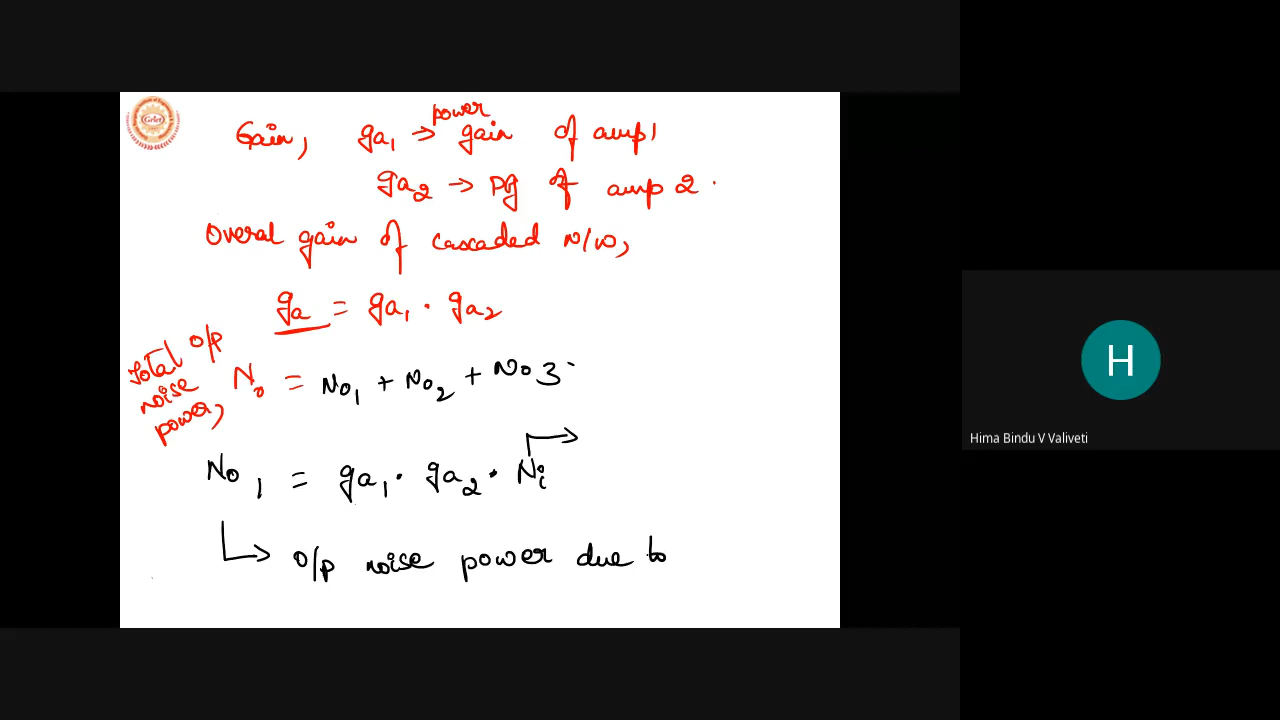 Griet
Gain, ga1 → power gain of amp1
ga2 → Pg of amp 2.
Overal gain of cascaded N/W,
ga = ga1 · ga2
Total o/p noise power, No = No1 + No2 + No3
No1 = ga1 · ga2 · Ni →
↳ O/p noise power due to
H
Hima Bindu V Valiveti